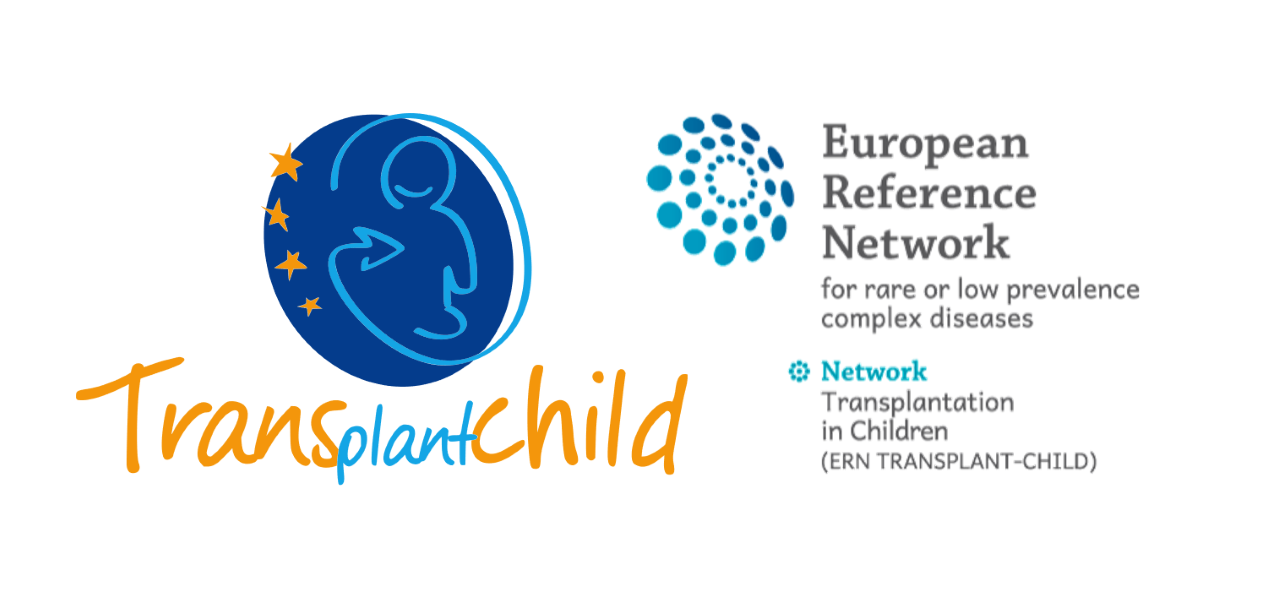 Transplantchild
European
Reference
Network
for rare or low prevalence
complex diseases
Network
Transplantation
in Children
(ERN TRANSPLANT-CHILD)